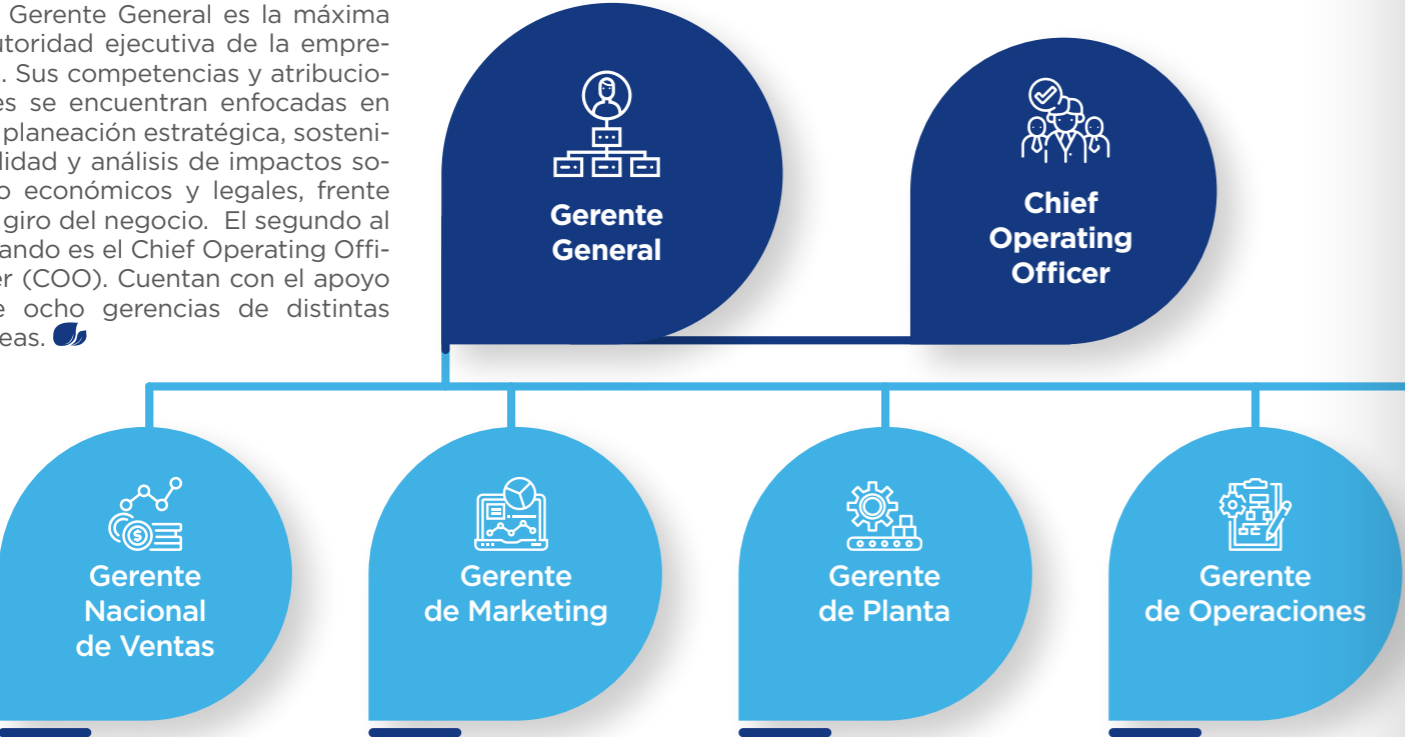 Gerente General es la máxima
utoridad ejecutiva de la empre-
. Sus competencias y atribucio-
es se encuentran enfocadas en
planeación estratégica, sosteni-
lidad y análisis de impactos so-
o económicos y legales, frente
giro del negocio. El segundo al
ando es el Chief Operating Offi-
er (COO). Cuentan con el apoyo
e ocho gerencias de distintas
eas.
Gerente
General
Chief
Operating
Officer
Gerente
Nacional
de Ventas
Gerente
de Marketing
Gerente
de Planta
Gerente
de Operaciones